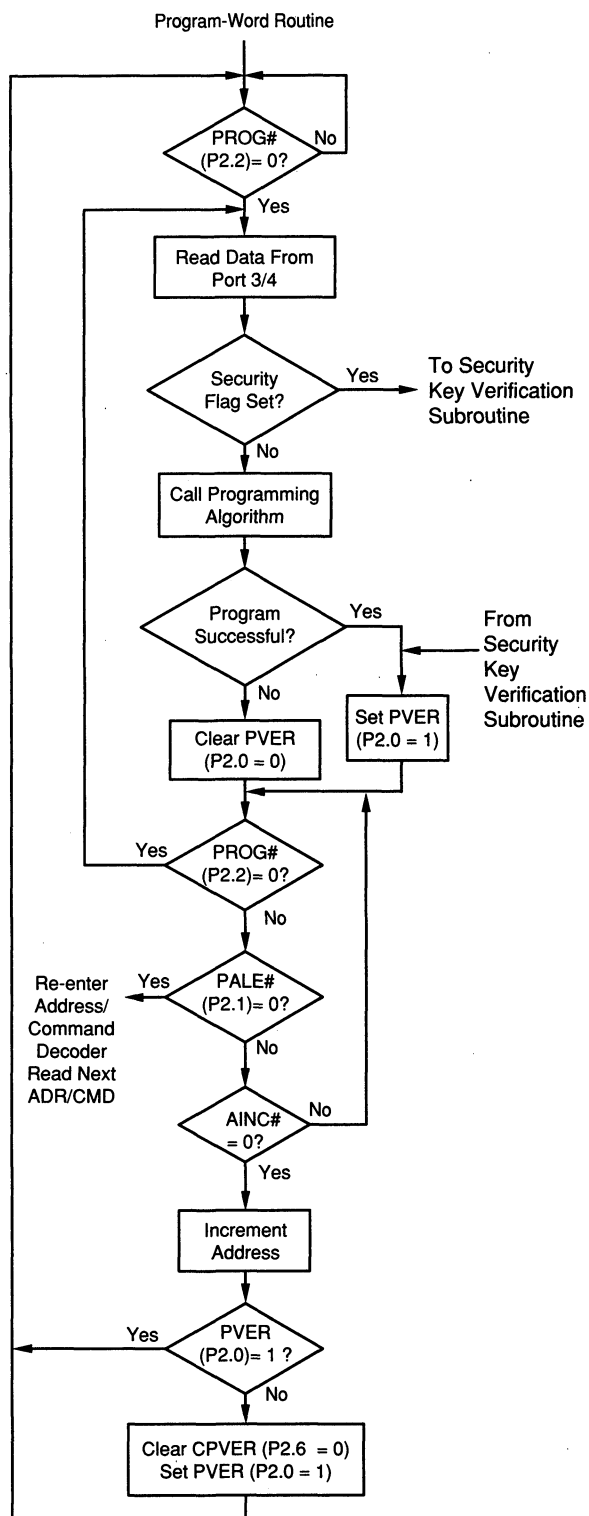 Program-Word Routine
PROG#
(P2.2)= 0?
No
Yes
Read Data From
Port 3/4
Security
Flag Set?
Yes
To Security
Key Verification
Subroutine
No
Call Programming
Algorithm
Program
Successful?
Yes
From
Security
Key
Verification
Subroutine
No
Set PVER
(P2.0 = 1)
Clear PVER
(P2.0 = 0)
Yes
PROG#
(P2.2)= 0?
No
Re-enter
Address/
Command
Decoder
Read Next
ADR/CMD
Yes
PALE#
(P2.1)= 0?
No
AINC#
= 0?
No
Yes
Increment
Address
Yes
PVER
(P2.0)= 1 ?
No
Clear CPVER (P2.6 = 0)
Set PVER (P2.0 = 1)